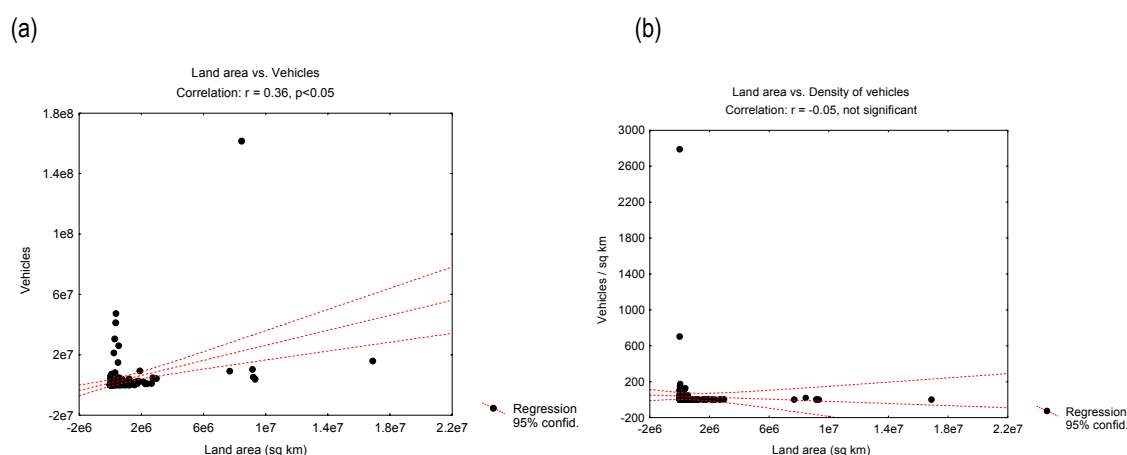 (a)
Land area vs. Vehicles
Correlation: r = 0.36, p<0.05
1.8e8
1.4e8
1e8
6e7
2e7
-2e7
Vehicles
-2e6 2e6 6e6 1e7 1.4e7 1.8e7 2.2e7
Land area (sq km)
Regression
95% confid.
(b)
Land area vs. Density of vehicles
Correlation: r = -0.05, not significant
3000
2600
2200
1800
1400
1000
600
200
-200
Vehicles / sq km
-2e6 2e6 6e6 1e7 1.4e7 1.8e7 2.2e7
Land area (sq km)
Regression
95% confid.